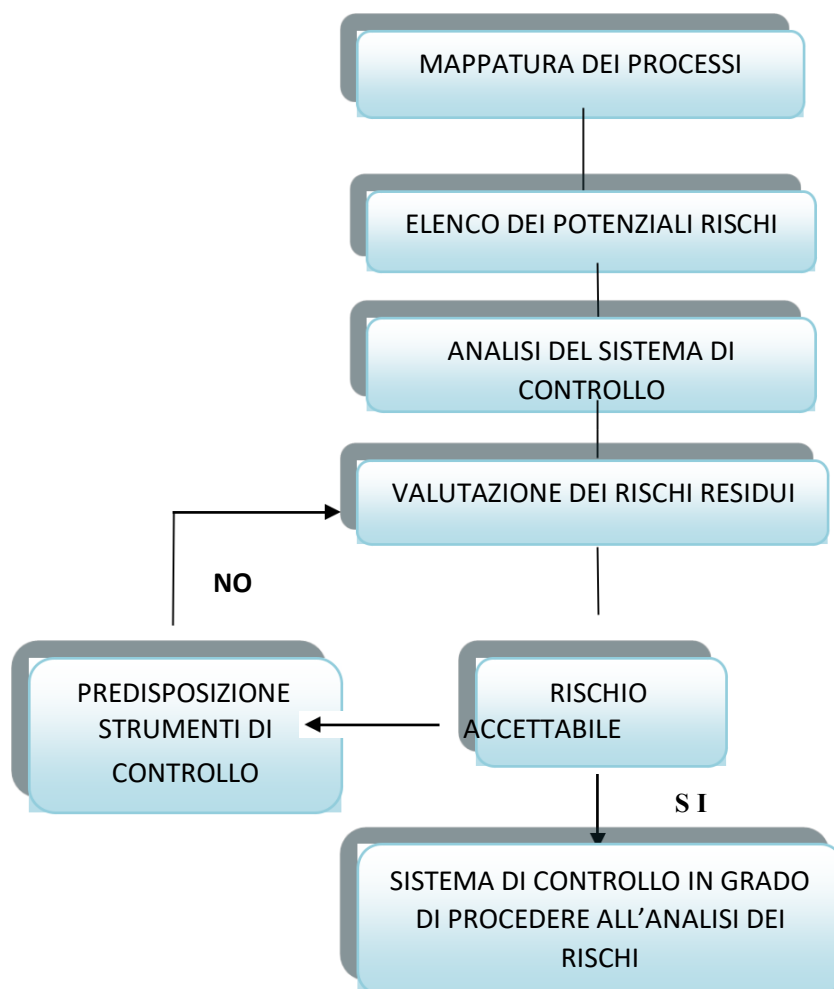 MAPPATURA DEI PROCESSI
ELENCO DEI POTENZIALI RISCHI
ANALISI DEL SISTEMA DI
CONTROLLO
VALUTAZIONE DEI RISCHI RESIDUI
NO
PREDISPOSIZIONE
STRUMENTI DI
CONTROLLO
RISCHIO
ACCETTABILE
S I
SISTEMA DI CONTROLLO IN GRADO
DI PROCEDERE ALL’ANALISI DEI
RISCHI